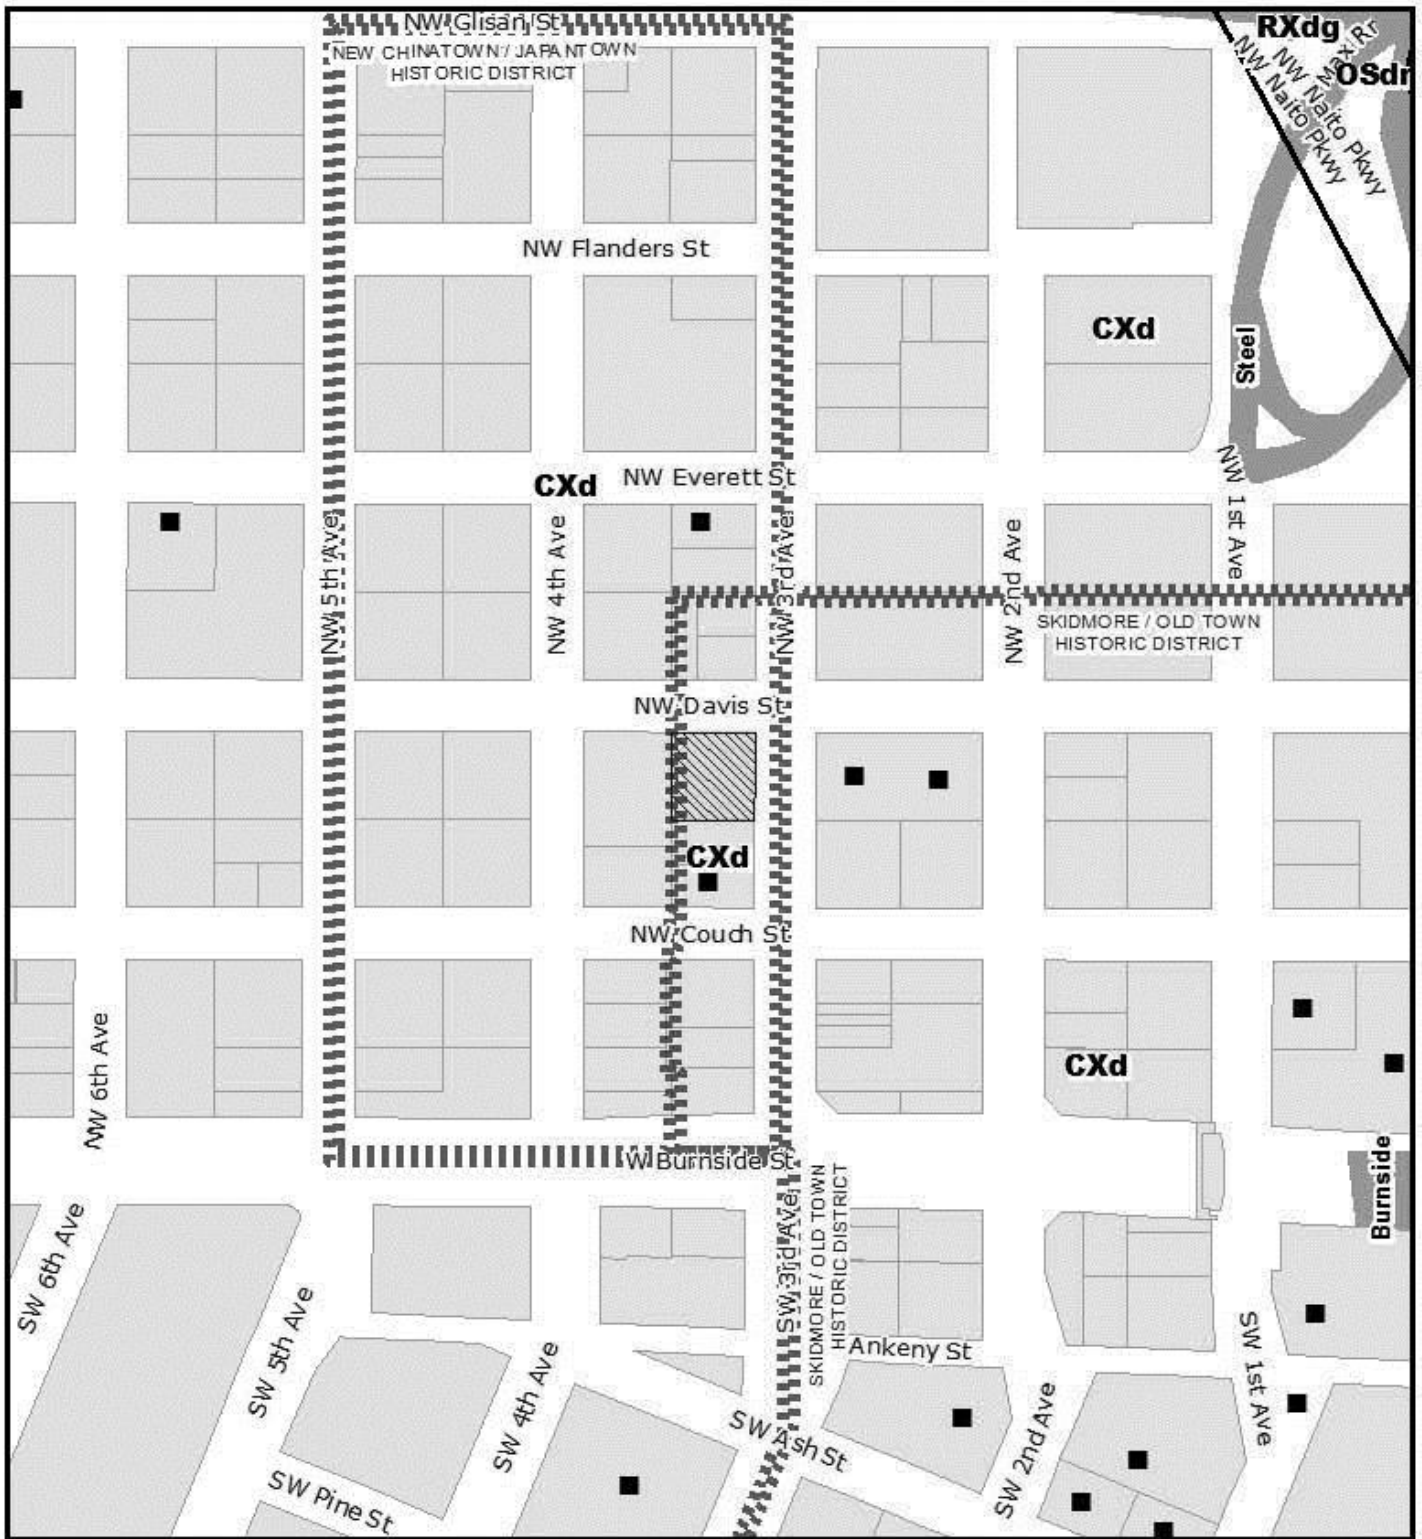 NW Glisan St
NEW CHINATOWN / JAPANTOWN
HISTORIC DISTRICT
RXdg
Max Rr
OSdn
NW Naito Pkwy
NW Naito Pkwy
NW Flanders St
CXd
Steel
NW Everett St
CXd
NW 1st Ave
NW 5th Ave
NW 4th Ave
NW 3rd Ave
NW 2nd Ave
SKIDMORE / OLD TOWN
HISTORIC DISTRICT
NW Davis St
CXd
NW Couch St
NW 6th Ave
CXd
W Burnside St
Burnside
SW 6th Ave
SW 5th Ave
SW 4th Ave
SW 3rd Ave
SKIDMORE / OLD TOWN
HISTORIC DISTRICT
Ankeny St
SW 2nd Ave
SW 1st Ave
SW Ash St
SW Pine St